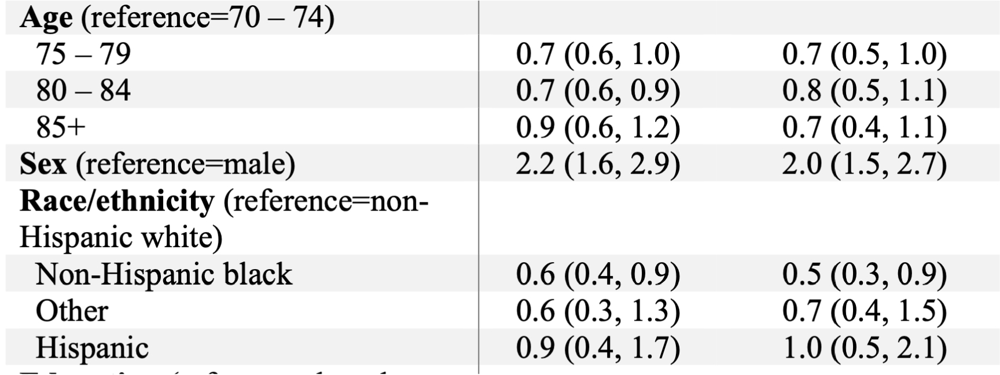 Age (reference=70 – 74)
75 – 79 0.7 (0.6, 1.0) 0.7 (0.5, 1.0)
80 – 84 0.7 (0.6, 0.9) 0.8 (0.5, 1.1)
85+ 0.9 (0.6, 1.2) 0.7 (0.4, 1.1)
Sex (reference=male) 2.2 (1.6, 2.9) 2.0 (1.5, 2.7)
Race/ethnicity (reference=non-
Hispanic white)
Non-Hispanic black 0.6 (0.4, 0.9) 0.5 (0.3, 0.9)
Other 0.6 (0.3, 1.3) 0.7 (0.4, 1.5)
Hispanic 0.9 (0.4, 1.7) 1.0 (0.5, 2.1)